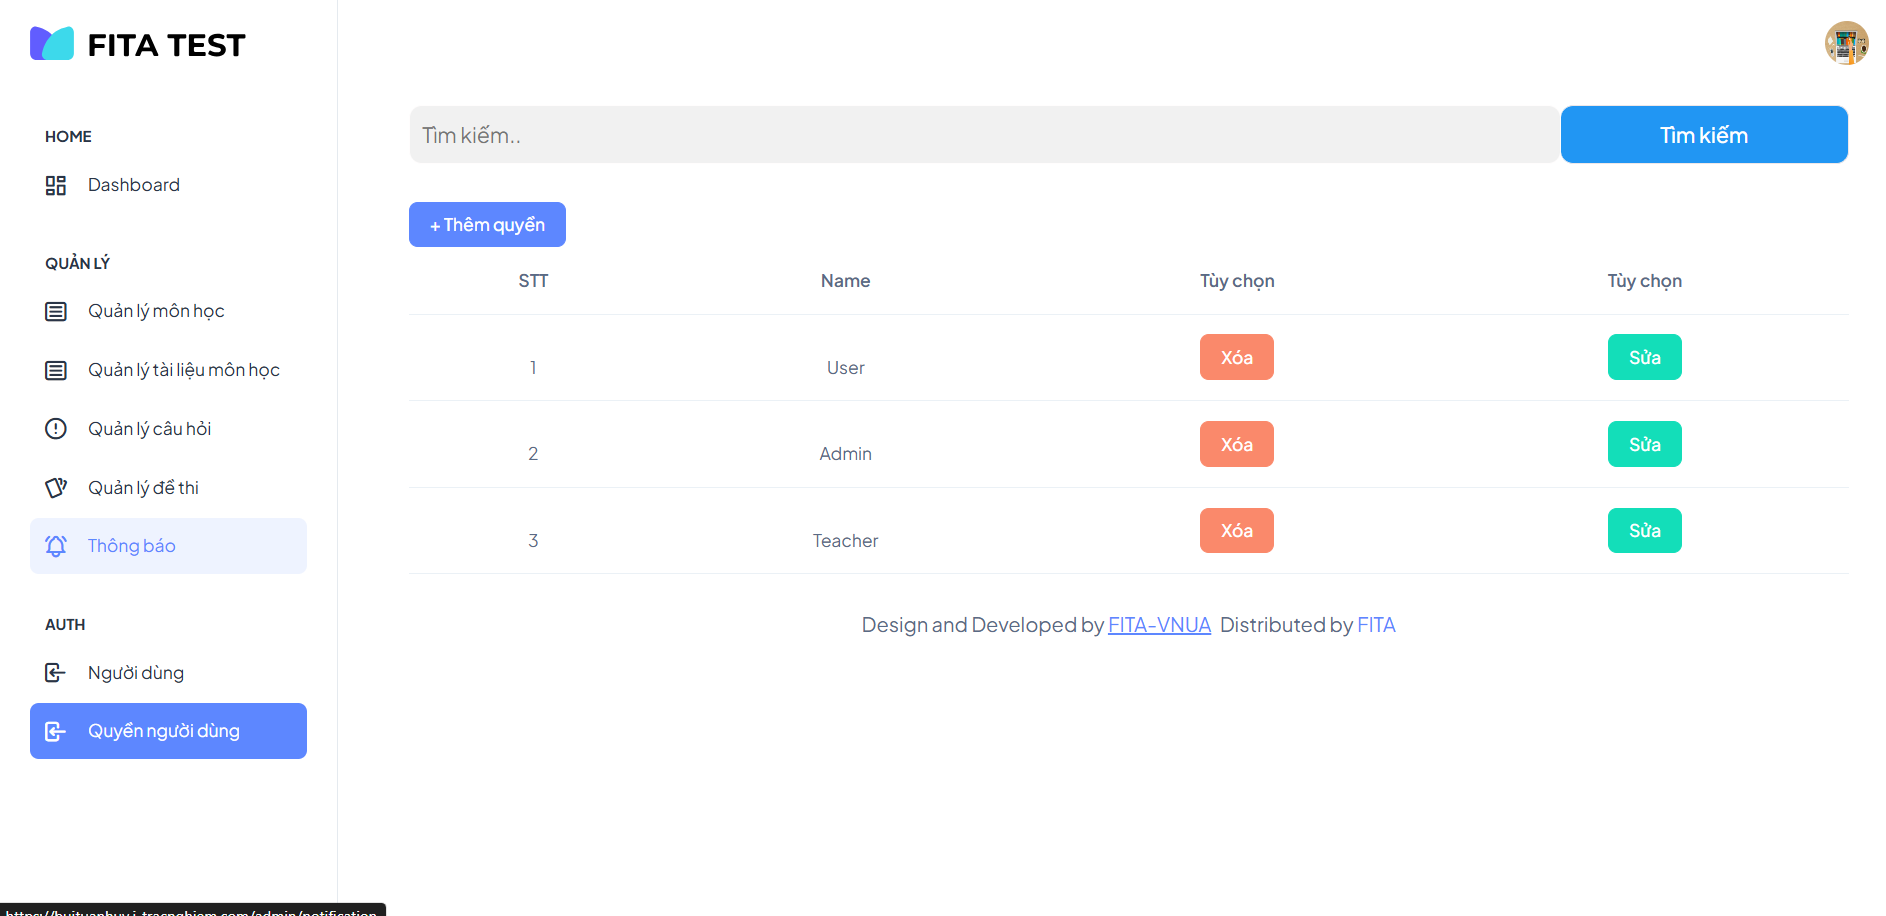 FITA TEST
HOME
Dashboard
QUẢN LÝ
Quản lý môn học
Quản lý tài liệu môn học
Quản lý câu hỏi
Quản lý đề thi
Thông báo
AUTH
Người dùng
Quyền người dùng
Tìm kiếm.. Tìm kiếm
+ Thêm quyền
STT Name Tùy chọn Tùy chọn
1 User Xóa Sửa
2 Admin Xóa Sửa
3 Teacher Xóa Sửa
Design and Developed by FITA-VNUA Distributed by FITA